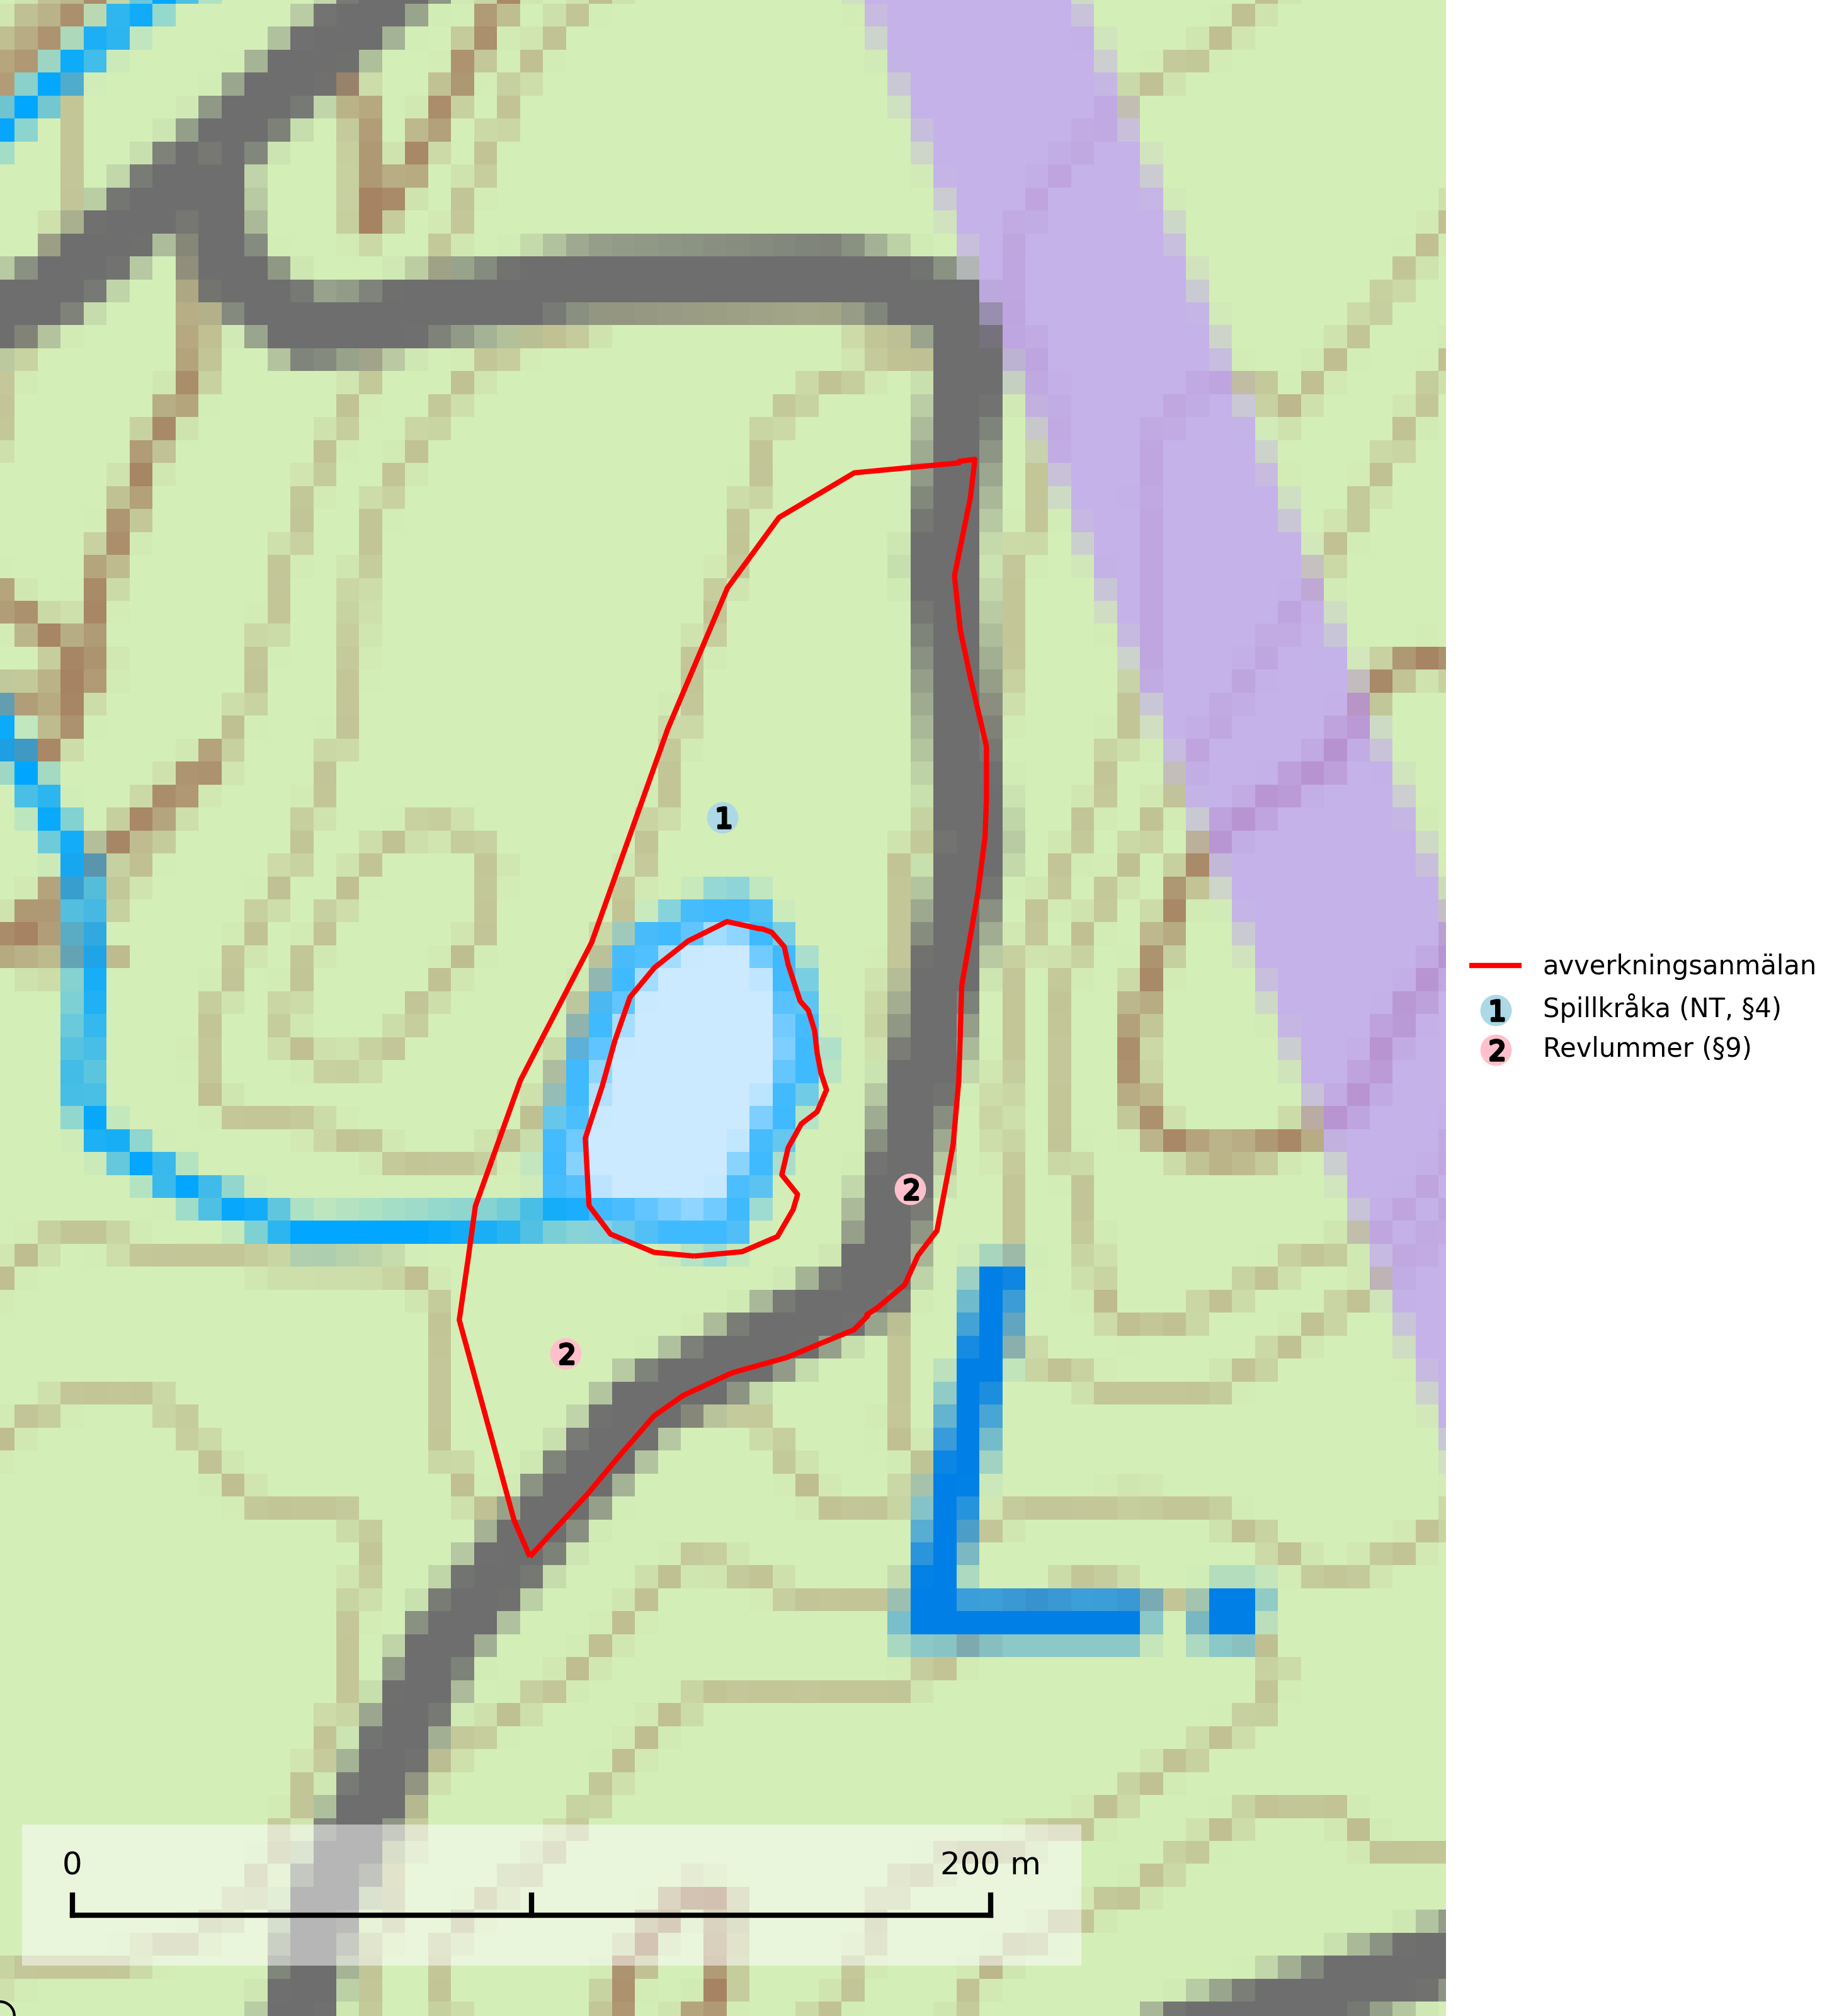 1
2
2
0 200 m
avverkningsanmälan
1 Spillkråka (NT, §4)
2 Revlummer (§9)